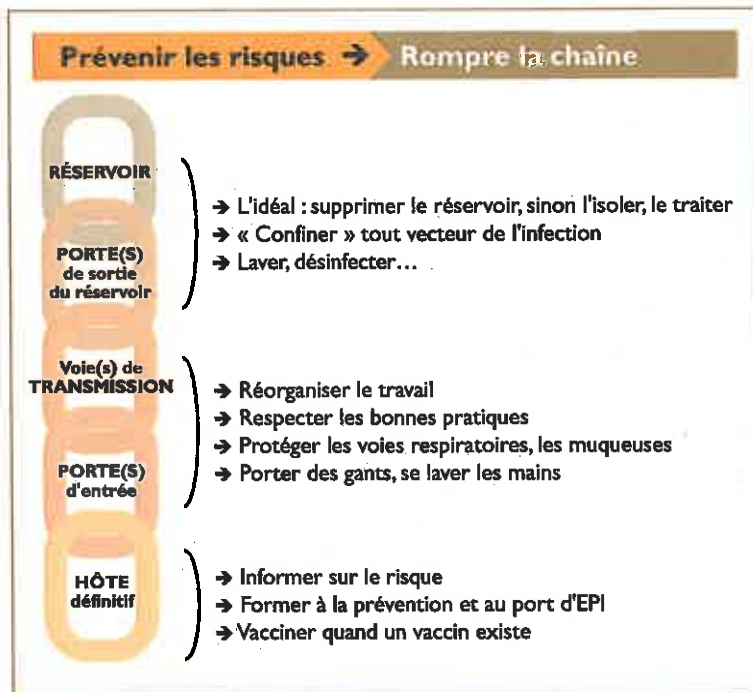 Prévenir les risques ➔ Rompre la chaîne
RÉSERVOIR
PORTE(S)
de sortie
du réservoir
➔ L'idéal : supprimer le réservoir, sinon l'isoler, le traiter
➔ « Confiner » tout vecteur de l'infection
➔ Laver, désinfecter...
Voie(s) de
TRANSMISSION
PORTE(S)
d'entrée
➔ Réorganiser le travail
➔ Respecter les bonnes pratiques
➔ Protéger les voies respiratoires, les muqueuses
➔ Porter des gants, se laver les mains
HÔTE
définitif
➔ Informer sur le risque
➔ Former à la prévention et au port d'EPI
➔ Vacciner quand un vaccin existe